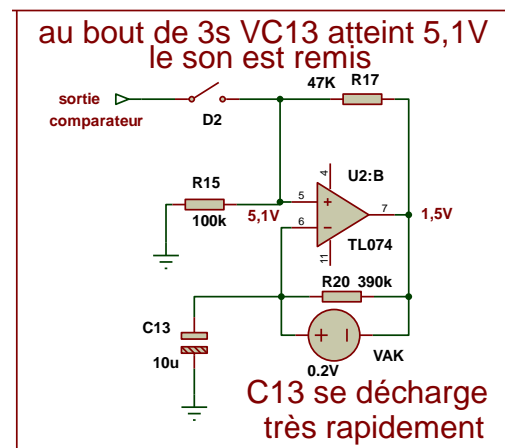 au bout de 3s VC13 atteint 5,1V
le son est remis
47K
R17
sortie
comparateur
D2
4
U2:B
R15
5,1V
5
7
1,5V
100k
6
TL074
11
R20
390k
C13
10u
VAK
0.2V
C13 se décharge
très rapidement